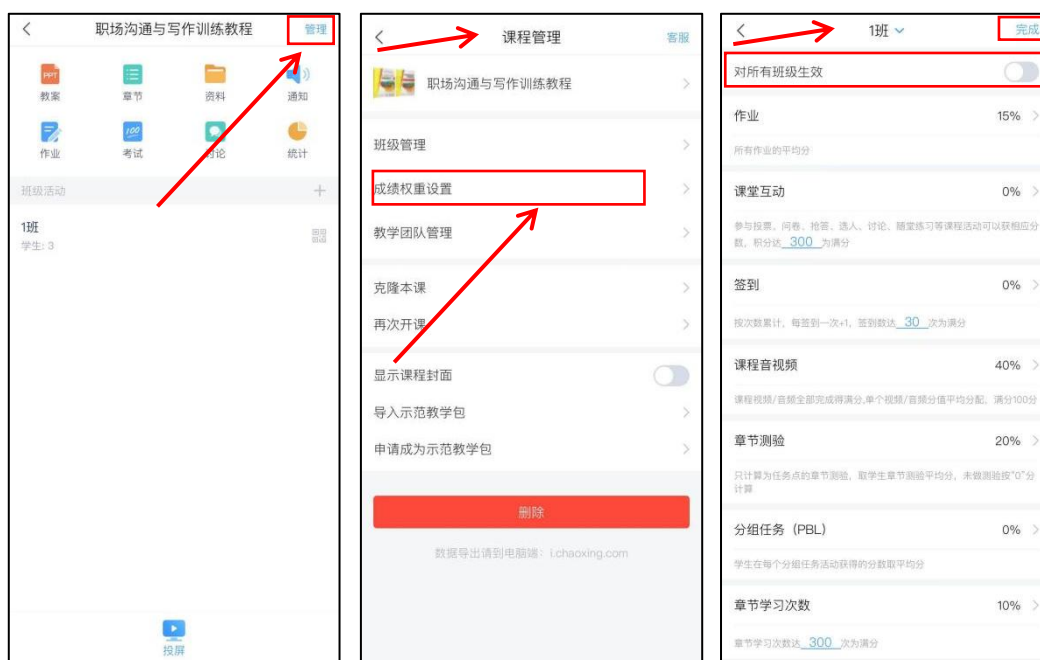 职场沟通与写作训练教程
管理
PPT
教案
章节
资料
通知
作业
100
考试
讨论
统计
班级活动
1班
学生: 3
投屏
课程管理
客服
职场沟通与写作训练教程
班级管理
成绩权重设置
教学团队管理
克隆本课
再次开课
显示课程封面
导入示范教学包
申请成为示范教学包
删除
数据导出请到电脑端: i.chaoxing.com
1班
完成
对所有班级生效
作业 15%
所有作业的平均分
课堂互动 0%
参与投票、问卷、抢答、选人、讨论、随堂练习等课程活动可以获相应分
数, 积分达 300 为满分
签到 0%
按次数累计, 每签到一次+1, 签到数达 30 次为满分
课程音视频 40%
课程视频/音频全部完成得满分,单个视频/音频分值平均分配, 满分100分
章节测验 20%
只计算为任务点的章节测验, 取学生章节测验平均分, 未做测验按"0"分
计算
分组任务 (PBL) 0%
学生在每个分组任务活动获得的分数取平均分
章节学习次数 10%
章节学习次数达 300 次为满分